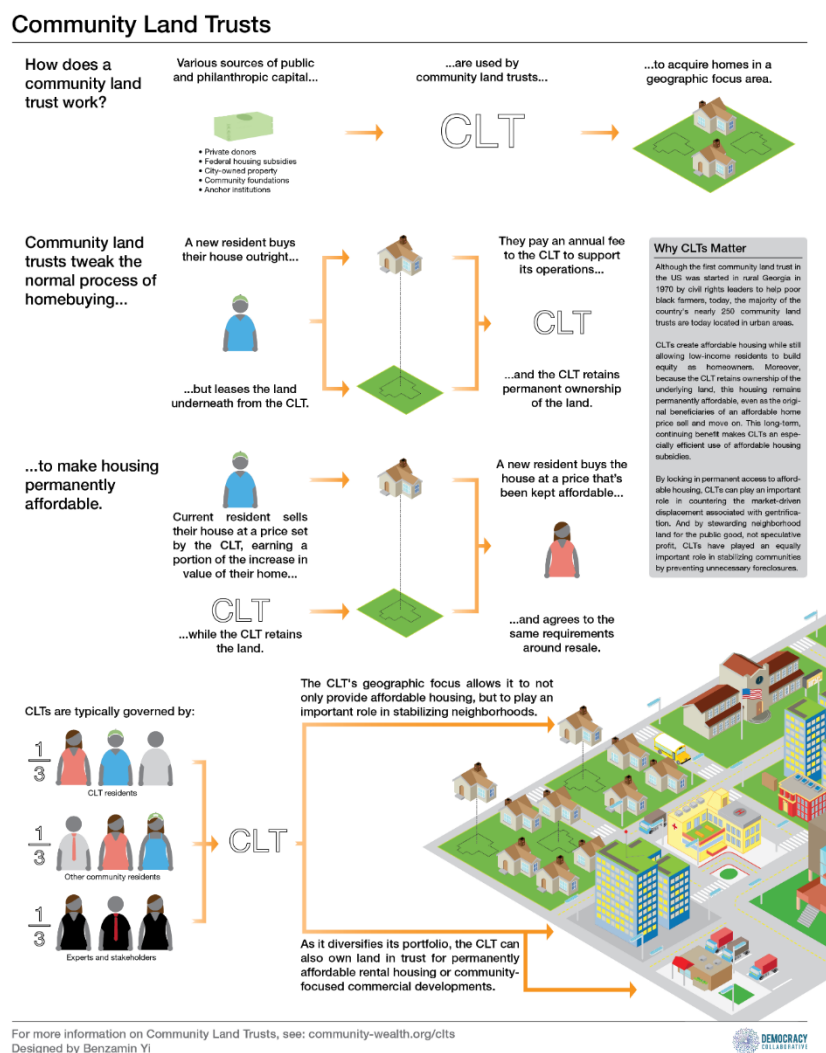 Community Land Trusts
How does a
community land
trust work?
Various sources of public
and philanthropic capital...
• Private donors
• Federal housing subsidies
• City-owned property
• Community foundations
• Anchor institutions
...are used by
community land trusts...
CLT
...to acquire homes in a
geographic focus area.
Community land
trusts tweak the
normal process of
homebuying...
A new resident buys
their house outright...
...but leases the land
underneath from the CLT.
They pay an annual fee
to the CLT to support
its operations...
CLT
...and the CLT retains
permanent ownership
of the land.
Why CLTs Matter
Although the first community land trust in
the US was started in rural Georgia in
1970 by civil rights leaders to help poor
black farmers, today, the majority of the
country's nearly 250 community land
trusts are today located in urban areas.
CLTs create affordable housing while still
allowing low-income residents to build
equity as homeowners. Moreover,
because the CLT retains ownership of the
underlying land, this housing remains
permanently affordable, even as the origi-
nal beneficiaries of an affordable home
price sell and move on. This long-term,
continuing benefit makes CLTs an espe-
cially efficient use of affordable housing
subsidies.
By locking in permanent access to afford-
able housing, CLTs can play an important
role in countering the market-driven
displacement associated with gentrifica-
tion. And by stewarding neighborhood
land for the public good, not speculative
profit, CLTs have played an equally
important role in stabilizing communities
by preventing unnecessary foreclosures.
...to make housing
permanently
affordable.
Current resident sells
their house at a price set
by the CLT, earning a
portion of the increase in
value of their home...
CLT
...while the CLT retains
the land.
A new resident buys the
house at a price that's
been kept affordable...
...and agrees to the
same requirements
around resale.
CLTs are typically governed by:
1/3
CLT residents
1/3
Other community residents
1/3
Experts and stakeholders
CLT
The CLT's geographic focus allows it to not
only provide affordable housing, but to play an
important role in stabilizing neighborhoods.
As it diversifies its portfolio, the CLT can
also own land in trust for permanently
affordable rental housing or community-
focused commercial developments.
For more information on Community Land Trusts, see: community-wealth.org/clts
Designed by Benzamin Yi
DEMOCRACY
COLLABORATIVE